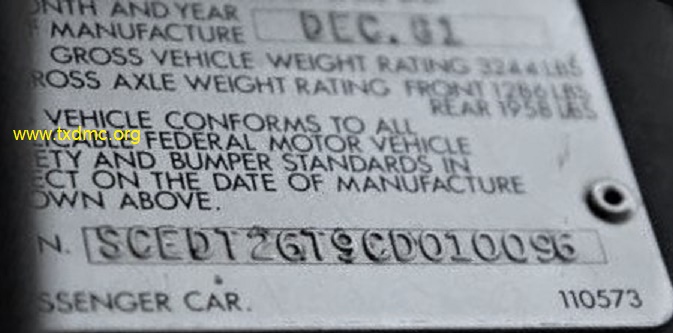 ONTH AND YEAR
F MANUFACTURE DEC. 81
GROSS VEHICLE WEIGHT RATING 3244 LBS
ROSS AXLE WEIGHT RATING FRONT 1286 LBS
REAR 1958 LBS
VEHICLE CONFORMS TO ALL
www.txdmc.org
ICABLE FEDERAL MOTOR VEHICLE
ETY AND BUMPER STANDARDS IN
ECT ON THE DATE OF MANUFACTURE
OWN ABOVE.
N. SCEDT26T9CD010096
SSENGER CAR. 110573